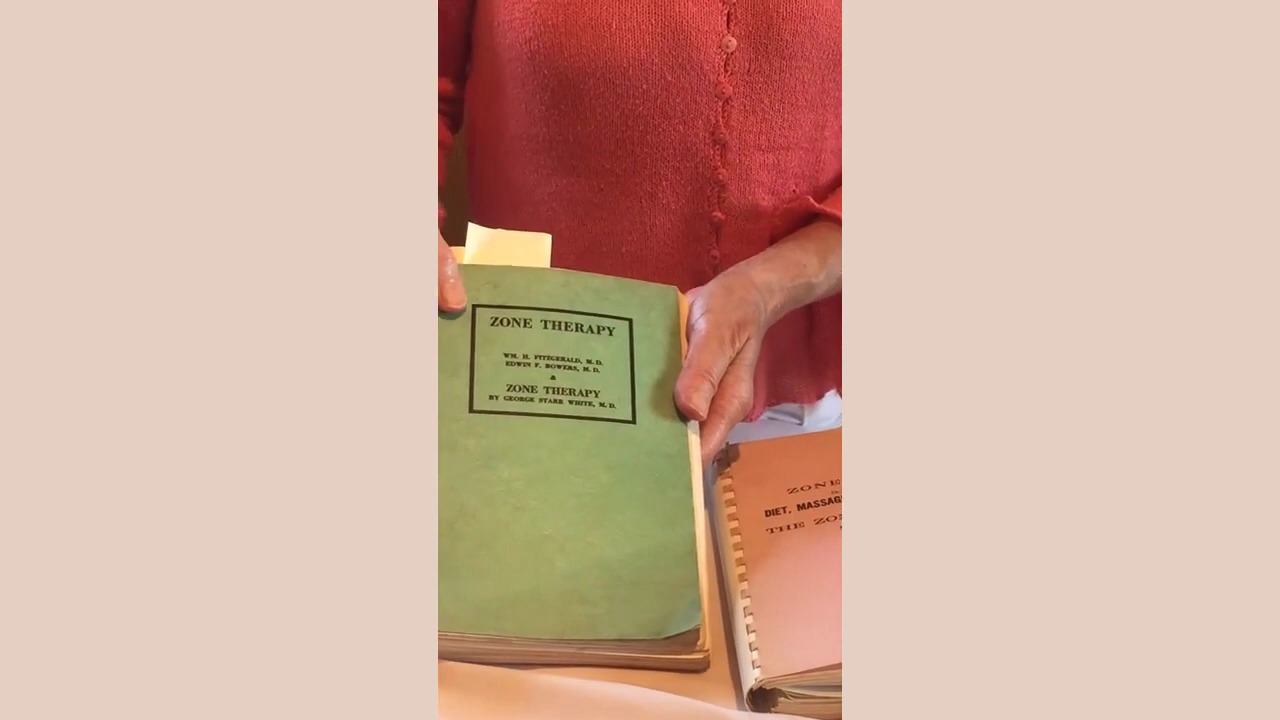 ZONE THERAPY
WM. H. FITZGERALD, M. D.
EDWIN F. BOWERS, M. D.
&
ZONE THERAPY
BY GEORGE STARR WHITE, M. D.
ZONE
DIET, MASSAG
THE ZO